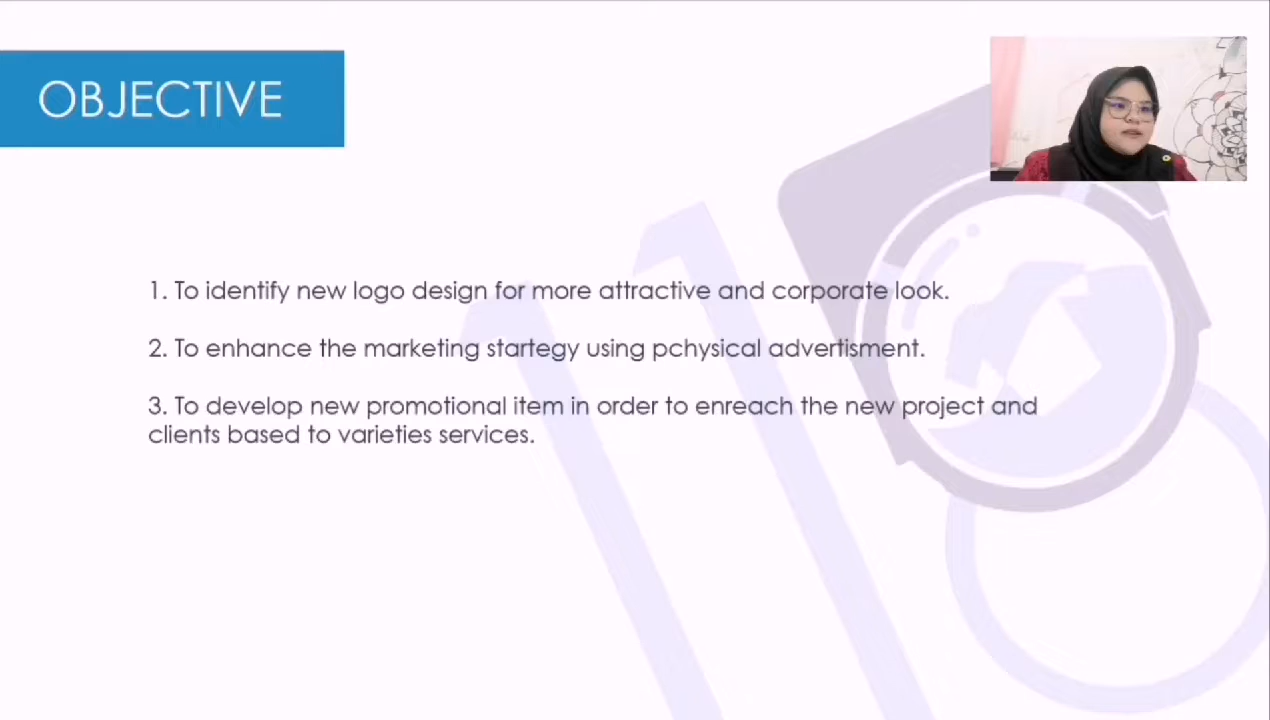 OBJECTIVE
1. To identify new logo design for more attractive and corporate look.
2. To enhance the marketing startegy using pchysical advertisment.
3. To develop new promotional item in order to enreach the new project and
clients based to varieties services.